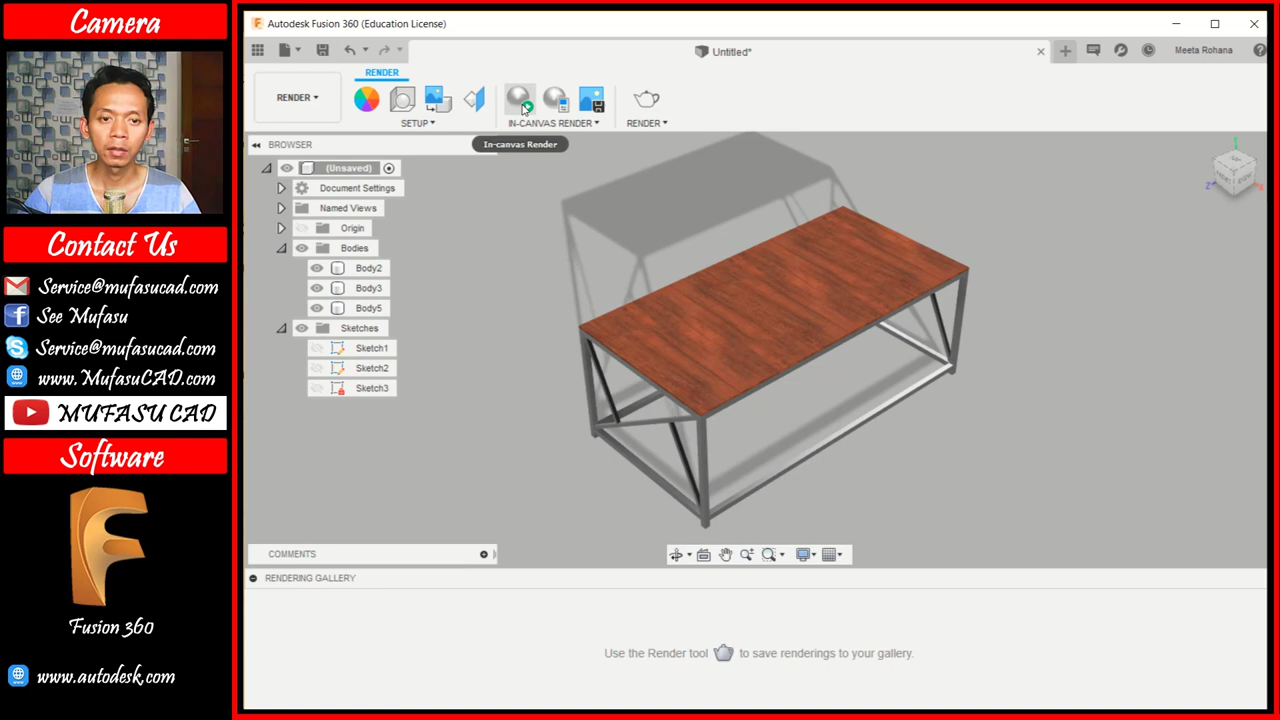 Camera
Contact Us
Service@mufasucad.com
See Mufasu
Service@mufasucad.com
www.MufasuCAD.com
MUFASU CAD
Software
Fusion 360
www.autodesk.com
Autodesk Fusion 360 (Education License)
Untitled*
Meeta Rohana
RENDER
RENDER
SETUP
IN-CANVAS RENDER
RENDER
In-canvas Render
BROWSER
(Unsaved)
Document Settings
Named Views
Origin
Bodies
Body2
Body3
Body5
Sketches
Sketch1
Sketch2
Sketch3
COMMENTS
RENDERING GALLERY
Use the Render tool to save renderings to your gallery.